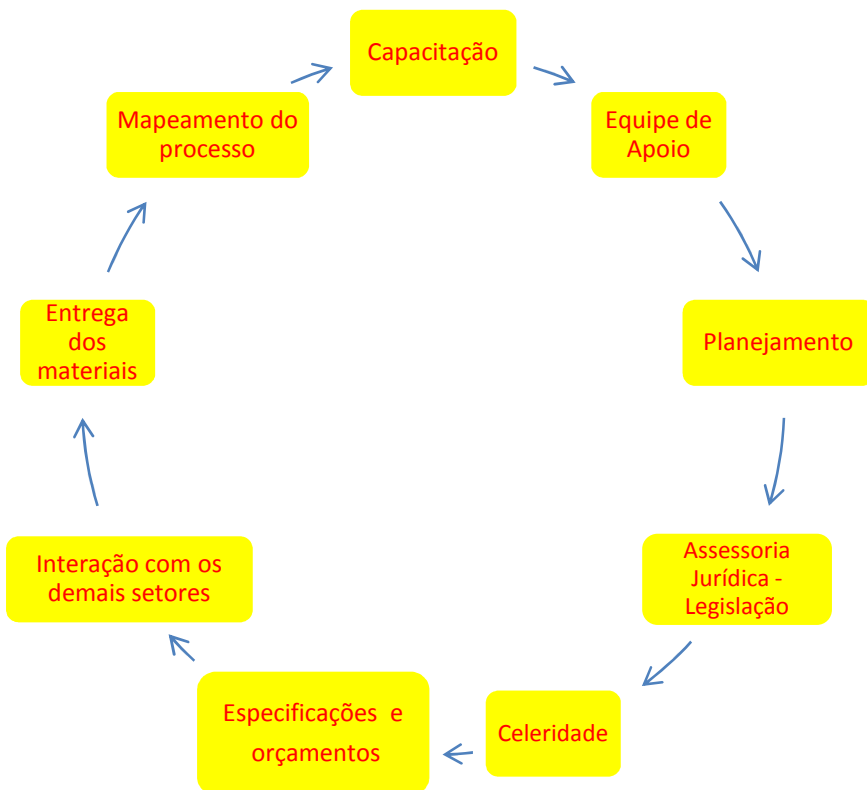 Capacitação
Equipe de
Apoio
Planejamento
Assessoria
Jurídica -
Legislação
Celeridade
Especificações e
orçamentos
Interação com os
demais setores
Entrega
dos
materiais
Mapeamento do
processo